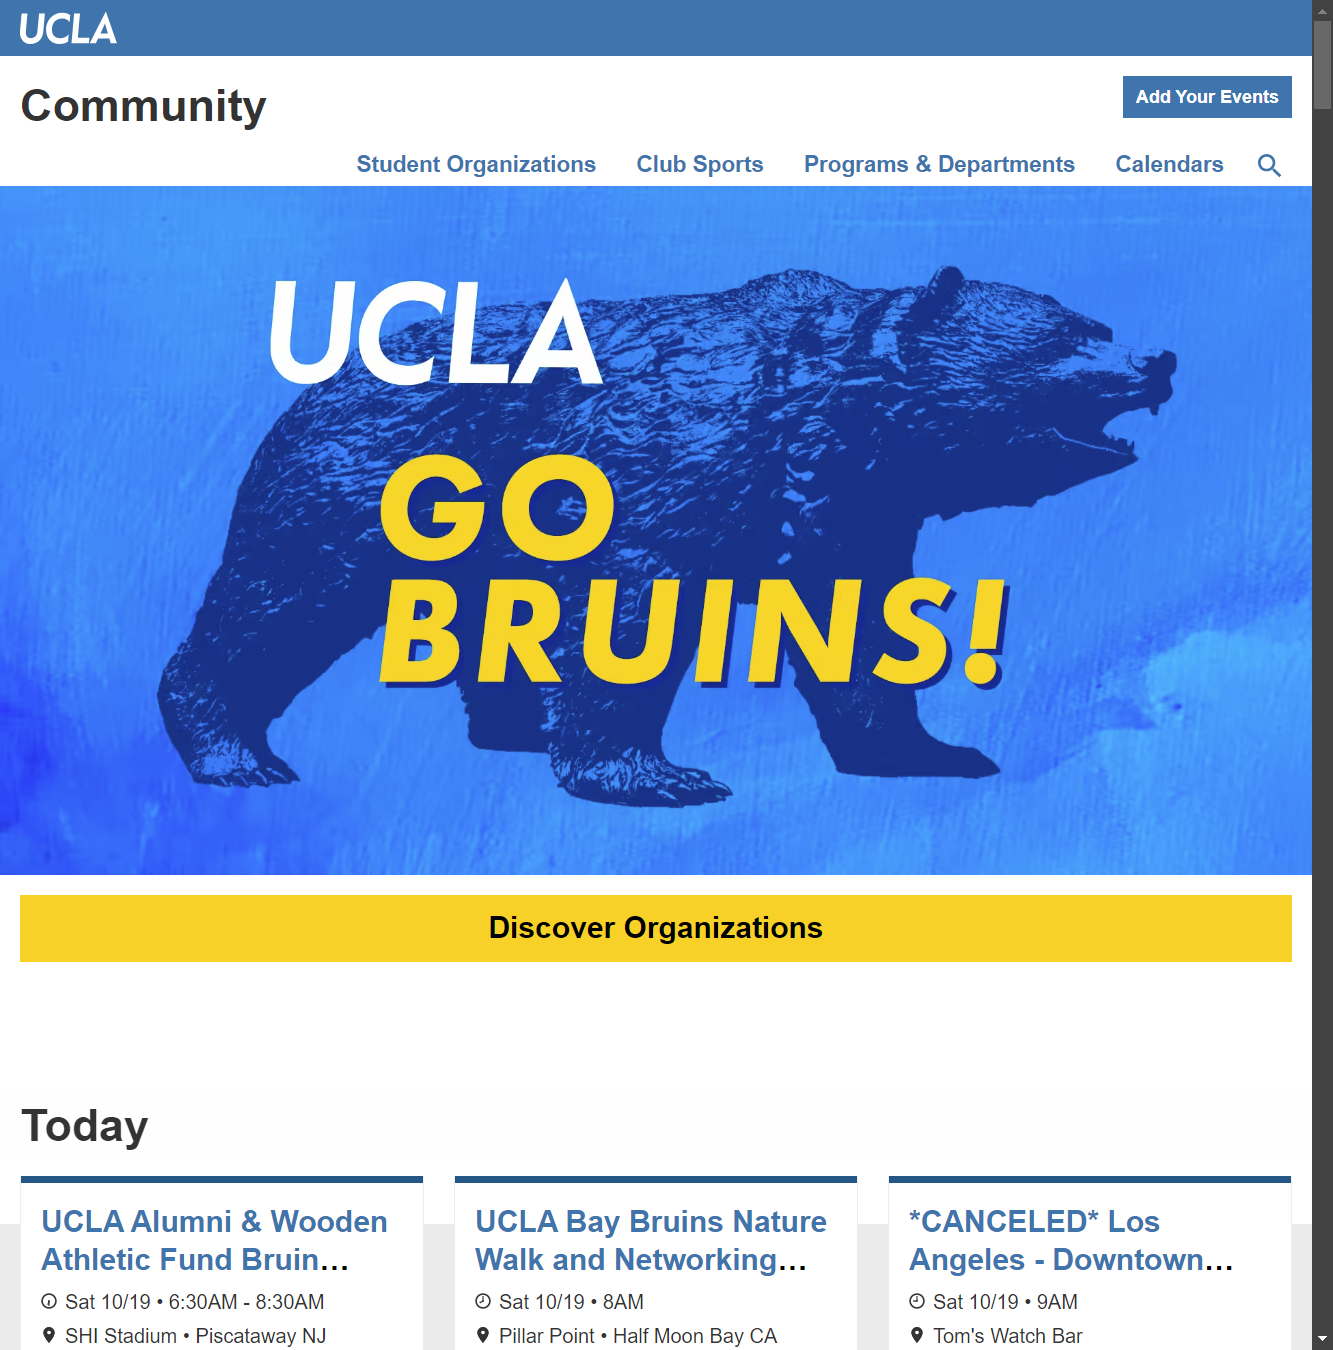 UCLA
Community
Add Your Events
Student Organizations Club Sports Programs & Departments Calendars
UCLA
GO
BRUINS!
Discover Organizations
Today
UCLA Alumni & Wooden
Athletic Fund Bruin...
Sat 10/19 • 6:30AM - 8:30AM
SHI Stadium • Piscataway NJ
UCLA Bay Bruins Nature
Walk and Networking...
Sat 10/19 • 8AM
Pillar Point • Half Moon Bay CA
*CANCELED* Los
Angeles - Downtown...
Sat 10/19 • 9AM
Tom's Watch Bar